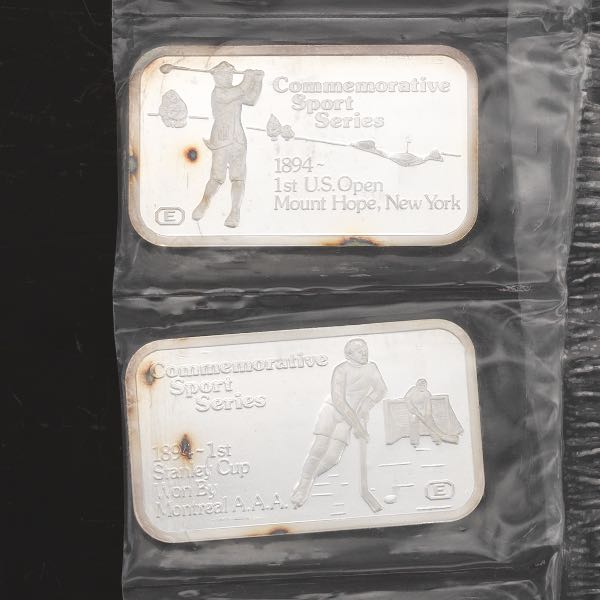 Commemorative
Sport
Series
1894~
1st U.S. Open
Mount Hope, New York
E
Commemorative
Sport
Series
1894~1st
Stanley Cup
Won By
Montreal A.A.A.
E